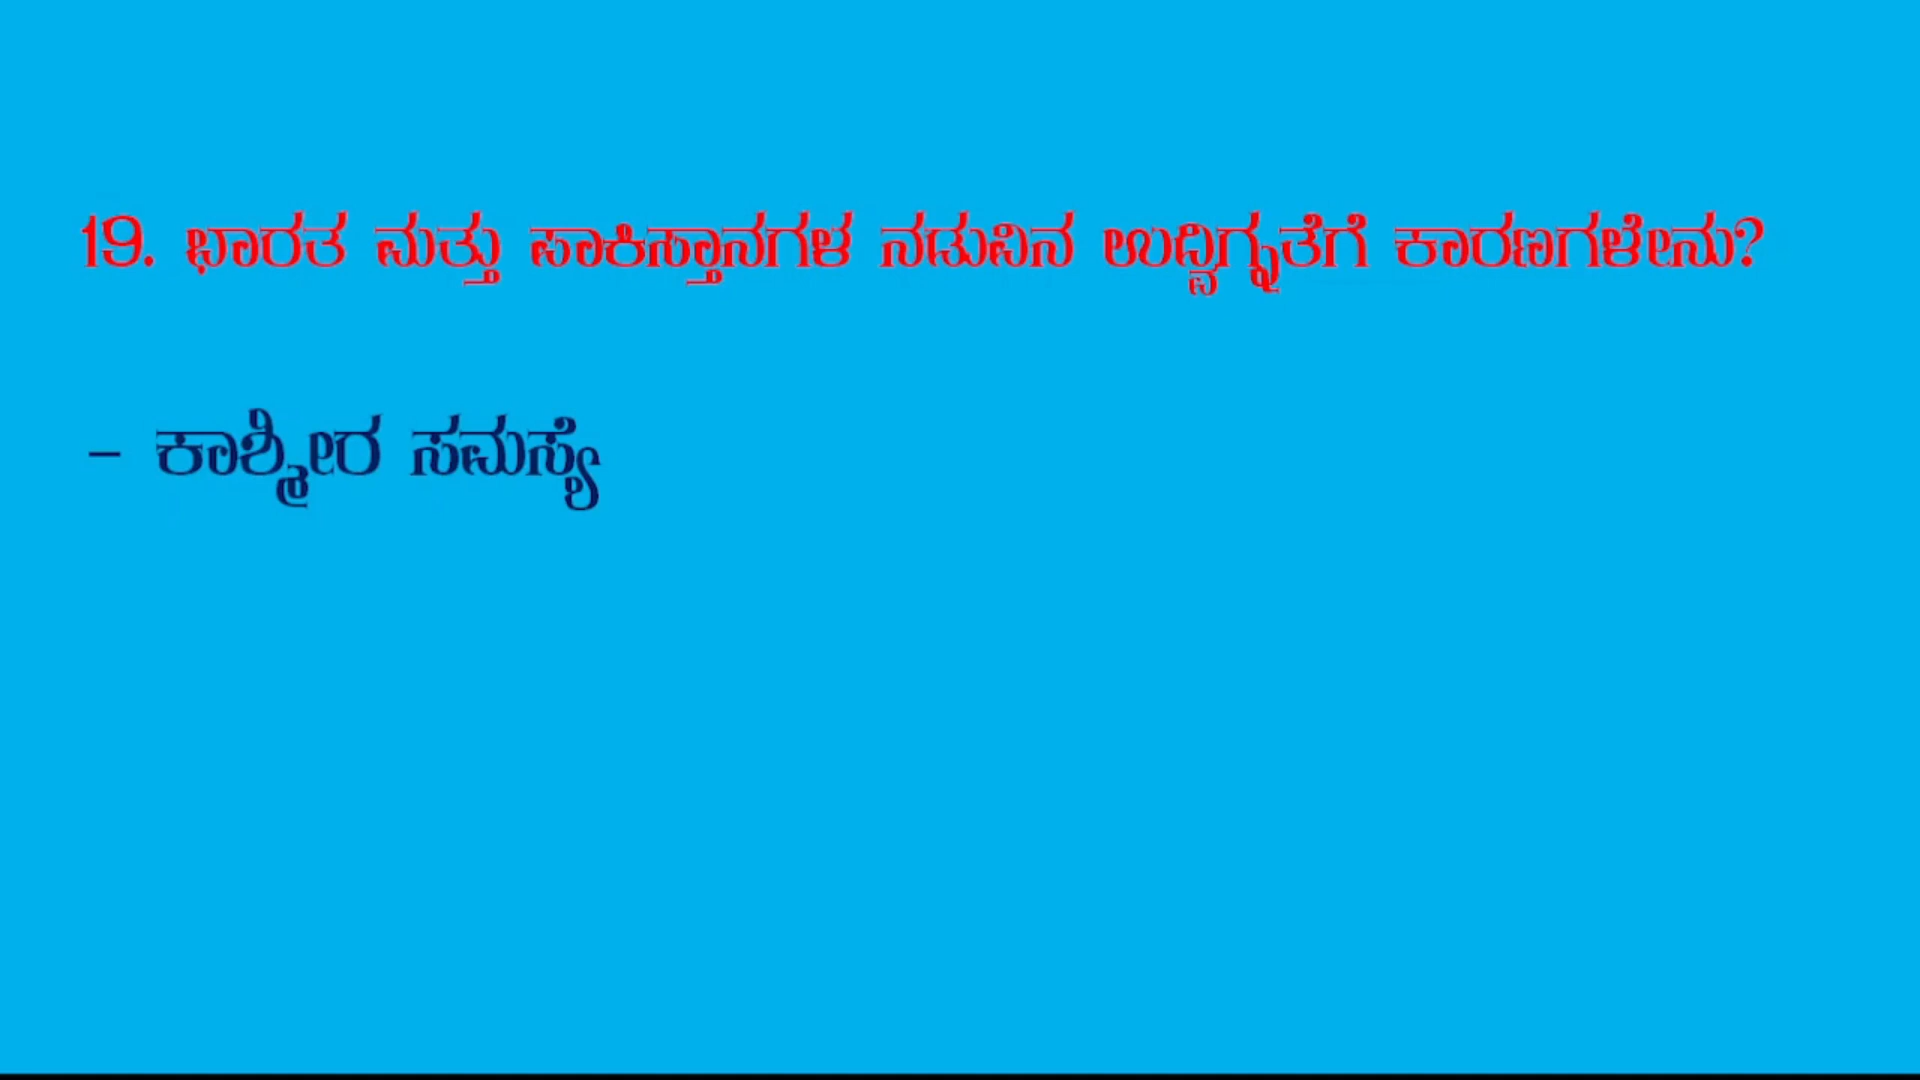 19. ಭಾರತ ಮತ್ತು ಪಾಕಿಸ್ತಾನಗಳ ನಡುವಿನ ಉದ್ವಿಗ್ನತೆಗೆ ಕಾರಣಗಳೇನು?
- ಕಾಶ್ಮೀರ ಸಮಸ್ಯೆ